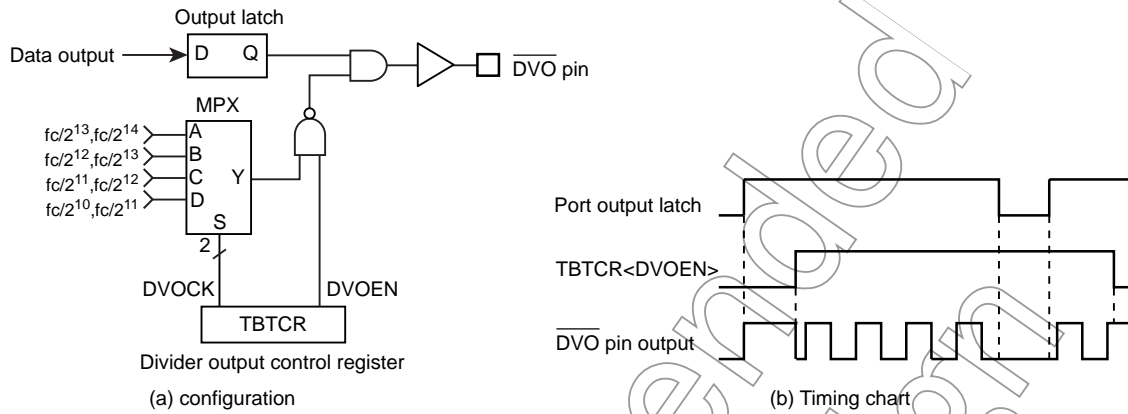 Output latch
Data output
D Q
DVO pin
MPX
fc/2^13,fc/2^14
A
fc/2^12,fc/2^13
B
fc/2^11,fc/2^12
C
Y
fc/2^10,fc/2^11
D
S
2
DVOCK
DVOEN
TBTCR
Divider output control register
(a) configuration
Port output latch
TBTCR<DVOEN>
DVO pin output
(b) Timing chart